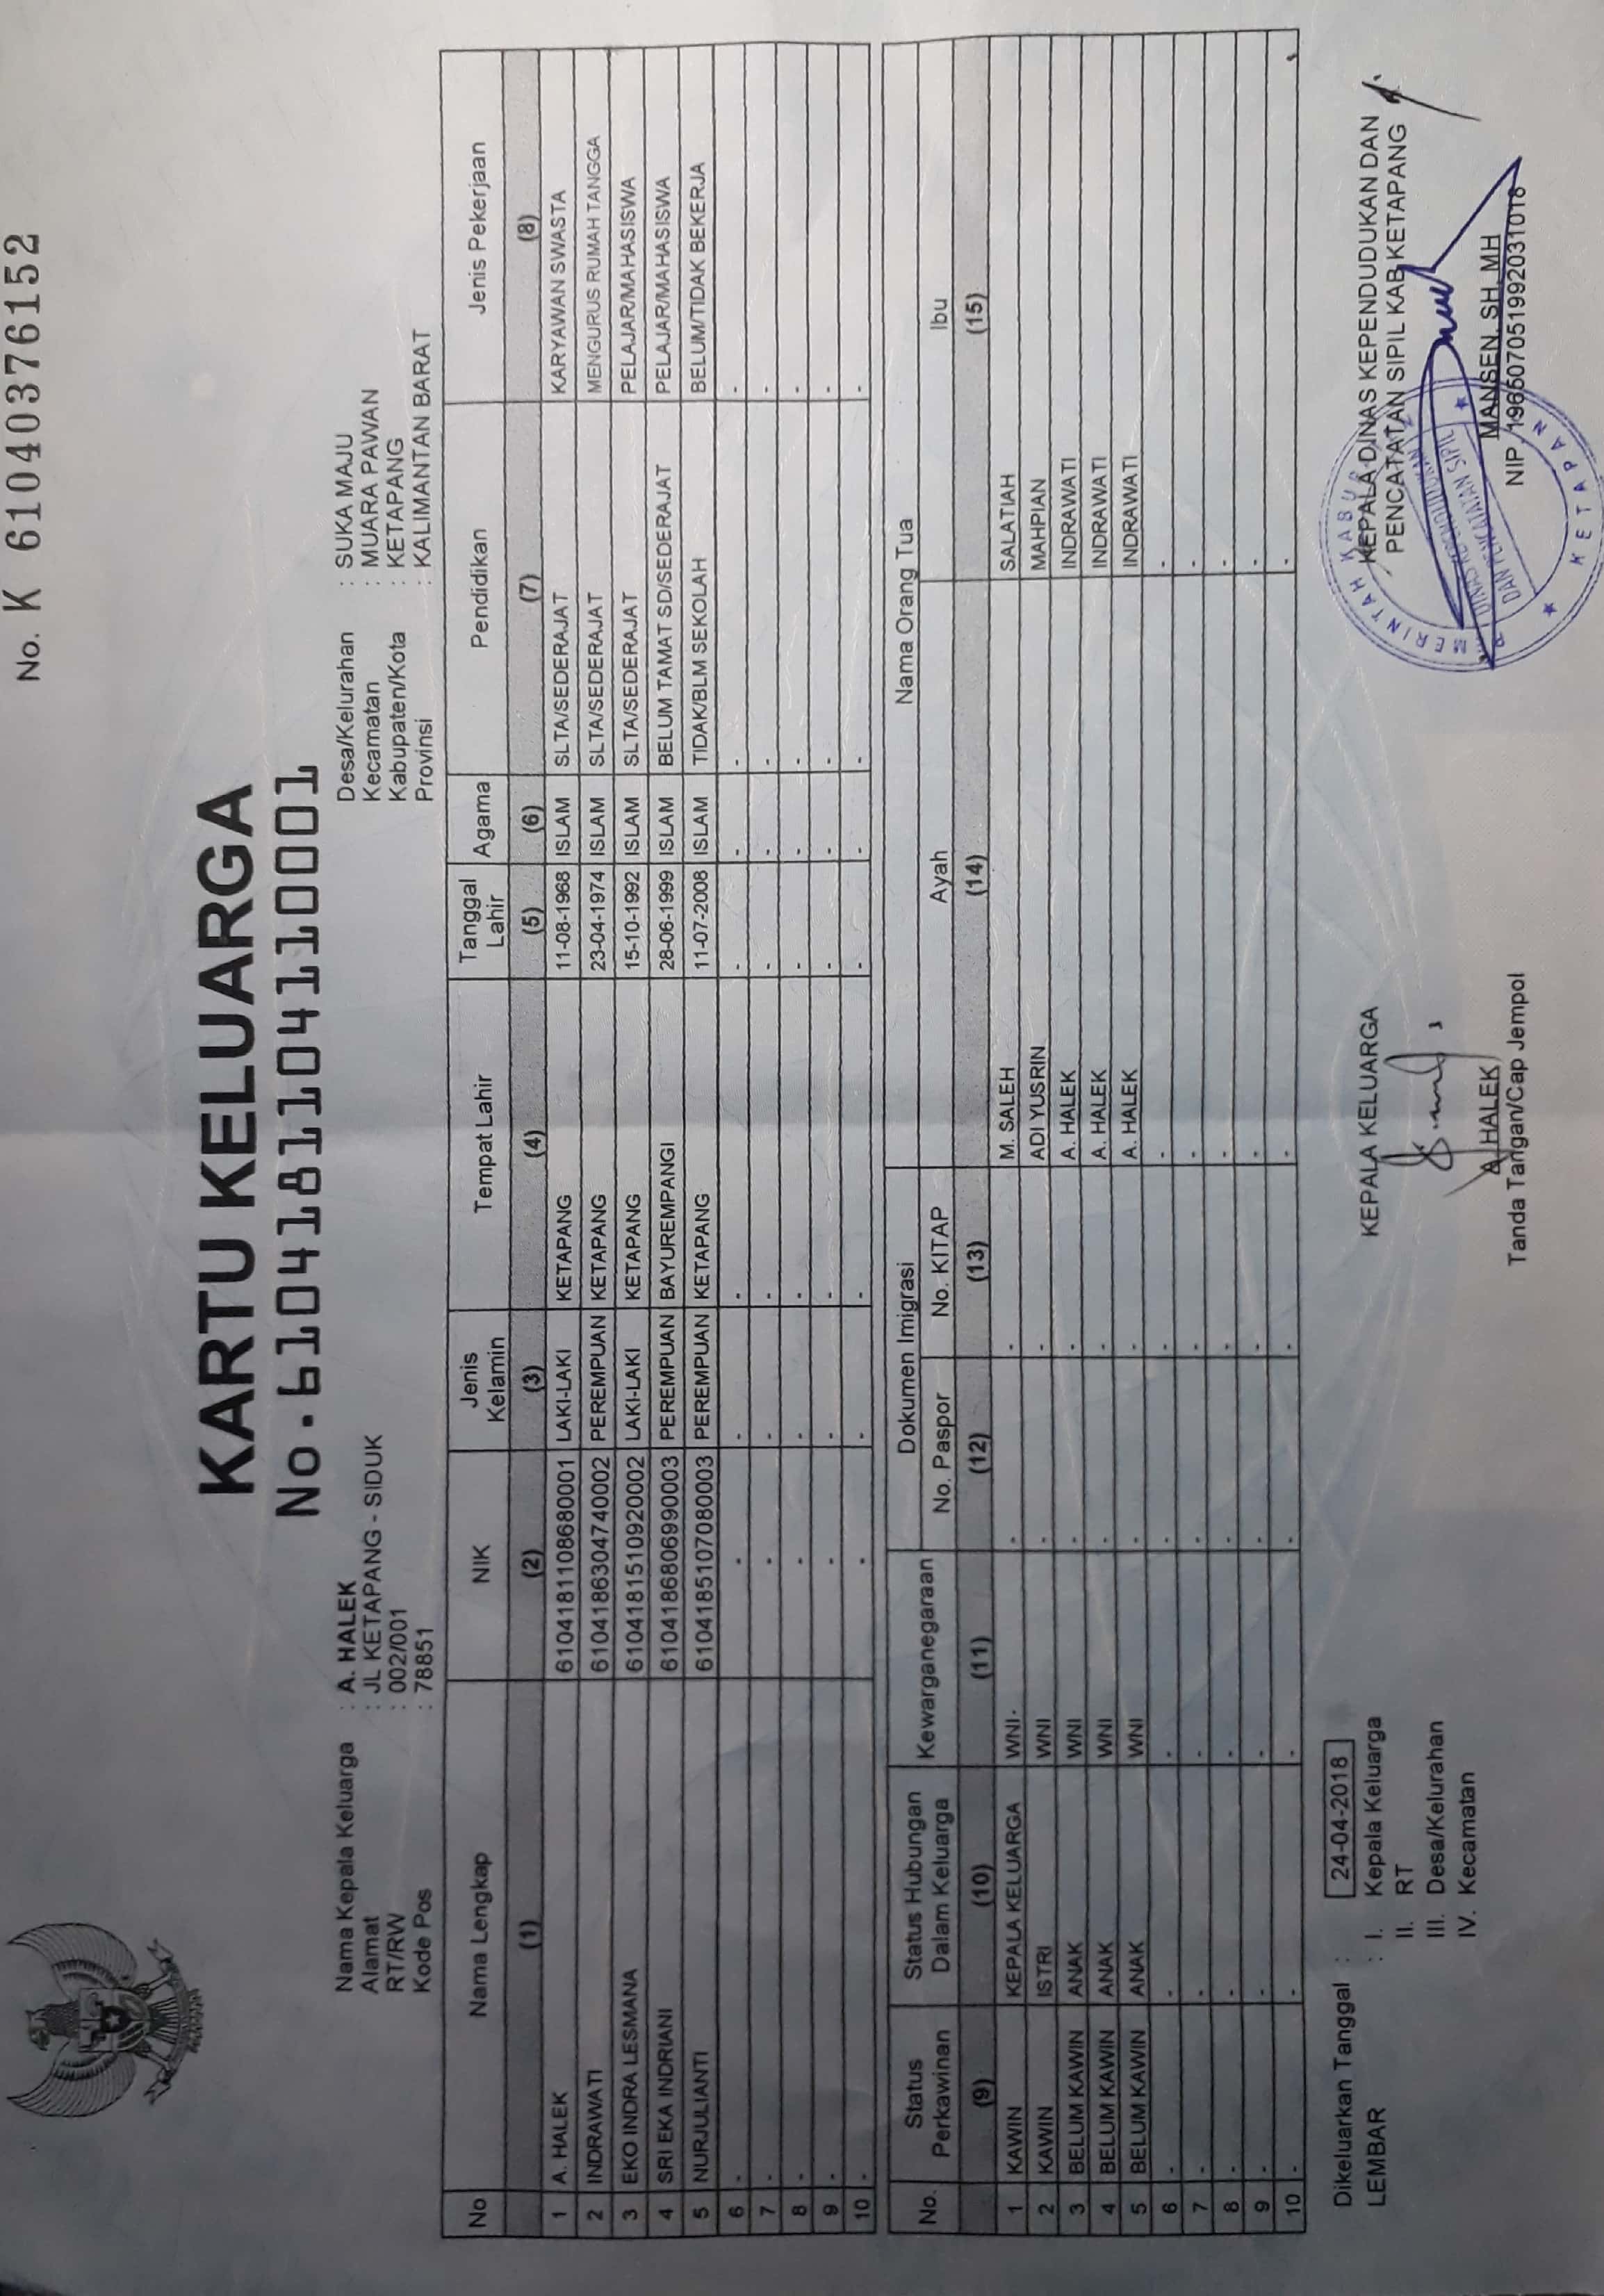 No. K 6104037616152
KARTU KELUARGA
No. 6104181104110001
Nama Kepala Keluarga : A. HALEK
Alamat : JL KETAPANG - SIDUK
RT/RW : 002/001
Kode Pos : 78851
Desa/Kelurahan : SUKA MAJU
Kecamatan : MUARA PAWAN
Kabupaten/Kota : KETAPANG
Provinsi : KALIMANTAN BARAT
No Nama Lengkap NIK Jenis Kelamin Tempat Lahir Tanggal Lahir Agama Pendidikan Jenis Pekerjaan
(1) (2) (3) (4) (5) (6) (7) (8)
1 A. HALEK 6104181108680001 LAKI-LAKI KETAPANG 11-08-1968 ISLAM SLTA/SEDERAJAT KARYAWAN SWASTA
2 INDRAWATI 6104186304740002 PEREMPUAN KETAPANG 23-04-1974 ISLAM SLTA/SEDERAJAT MENGURUS RUMAH TANGGA
3 EKO INDRA LESMANA 6104181510920002 LAKI-LAKI KETAPANG 15-10-1992 ISLAM SLTA/SEDERAJAT PELAJAR/MAHASISWA
4 SRI EKA INDRIANI 6104186806990003 PEREMPUAN BAYUREMPANGI 28-06-1999 ISLAM BELUM TAMAT SD/SEDERAJAT PELAJAR/MAHASISWA
5 NURJULIANTI 6104185107080003 PEREMPUAN KETAPANG 11-07-2008 ISLAM TIDAK/BLM SEKOLAH BELUM/TIDAK BEKERJA
6 - - - - - - - -
7 - - - - - - - -
8 - - - - - - - -
9 - - - - - - - -
10 - - - - - - - -
No. Status Perkawinan Status Hubungan Dalam Keluarga Kewarganegaraan Dokumen Imigrasi Nama Orang Tua
No. Paspor No. KITAP Ayah Ibu
(9) (10) (11) (12) (13) (14) (15)
1 KAWIN KEPALA KELUARGA WNI - - M. SALEH SALATIAH
2 KAWIN ISTRI WNI - - ADI YUSRIN MAHPIAN
3 BELUM KAWIN ANAK WNI - - A. HALEK INDRAWATI
4 BELUM KAWIN ANAK WNI - - A. HALEK INDRAWATI
5 BELUM KAWIN ANAK WNI - - A. HALEK INDRAWATI
6 - - - - - - -
7 - - - - - - -
8 - - - - - - -
9 - - - - - - -
10 - - - - - - -
Dikeluarkan Tanggal : 24-04-2018
LEMBAR : I. Kepala Keluarga
II. RT
III. Desa/Kelurahan
IV. Kecamatan
KEPALA KELUARGA
A. HALEK
Tanda Tangan/Cap Jempol
KEPALA DINAS KEPENDUDUKAN DAN
PENCATATAN SIPIL KAB KETAPANG
MANSEN, SH, MH
NIP. 196507051992031018
DINAS KEPENDUDUKAN
DAN PENCATATAN SIPIL
KETAPAN